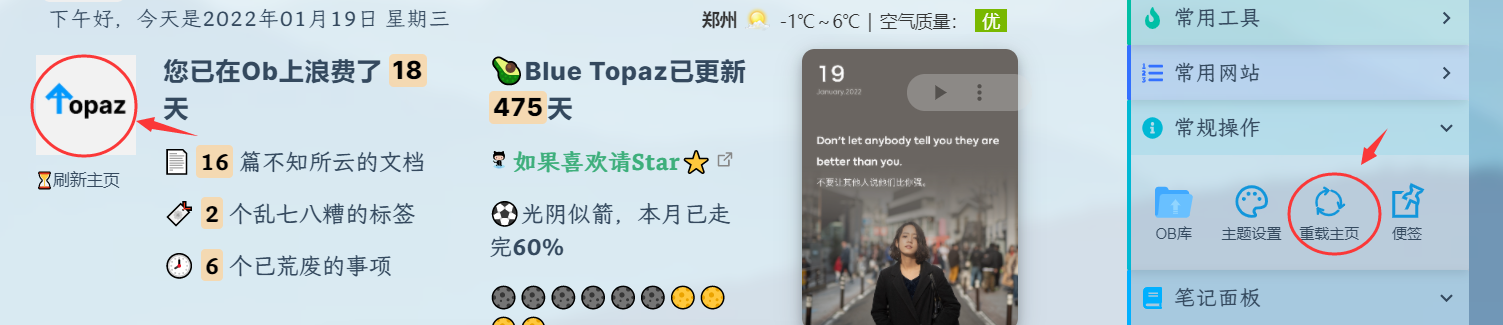 下午好，今天是2022年01月19日 星期三
郑州 -1℃~6℃ | 空气质量： 优
Topaz
刷新主页
您已在Ob上浪费了 18
天
16 篇不知所云的文档
2 个乱七八糟的标签
6 个已荒废的事项
Blue Topaz已更新
475天
如果喜欢请Star
光阴似箭，本月已走
完60%
19
January,2022
Don't let anybody tell you they are
better than you.
不要让其他人说他们比你强。
常用工具
常用网站
常规操作
OB库
主题设置
重载主页
便签
笔记面板